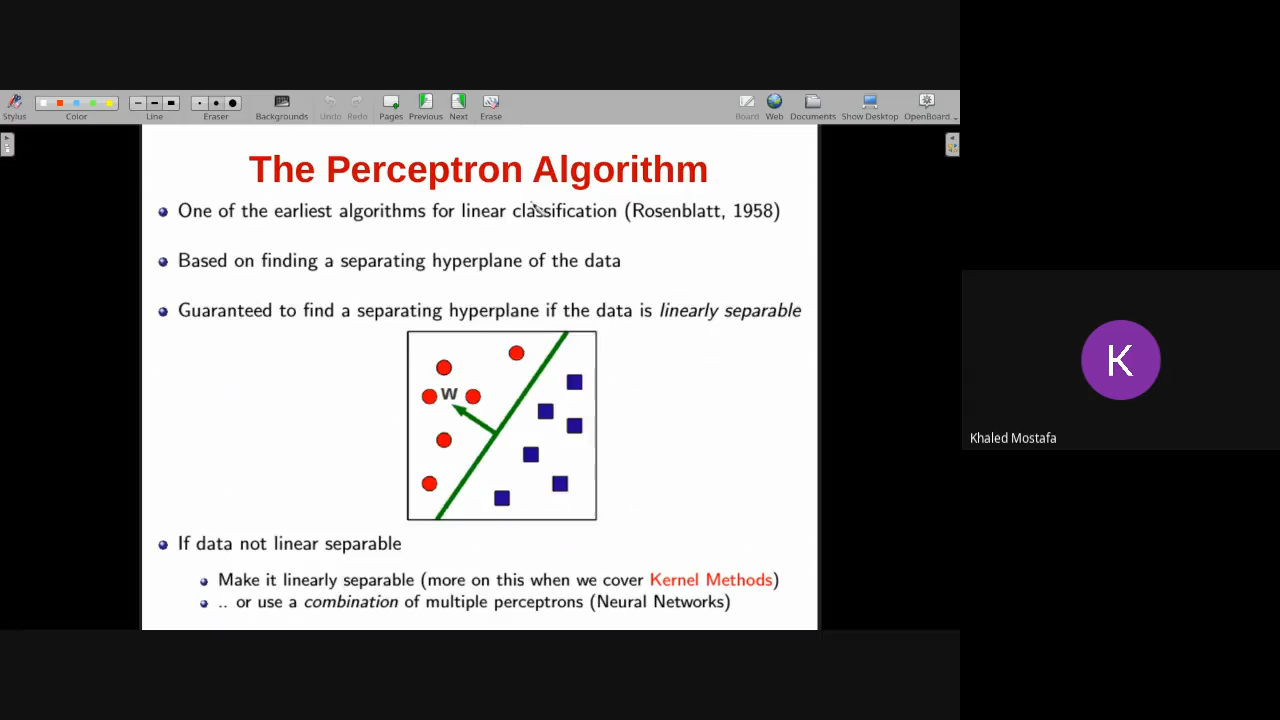 Stylus Color Line Eraser Backgrounds Undo Redo Pages Previous Next Erase Board Web Documents Show Desktop OpenBoard
The Perceptron Algorithm
One of the earliest algorithms for linear classification (Rosenblatt, 1958)
Based on finding a separating hyperplane of the data
Guaranteed to find a separating hyperplane if the data is linearly separable
w
If data not linear separable
Make it linearly separable (more on this when we cover Kernel Methods)
.. or use a combination of multiple perceptrons (Neural Networks)
K
Khaled Mostafa